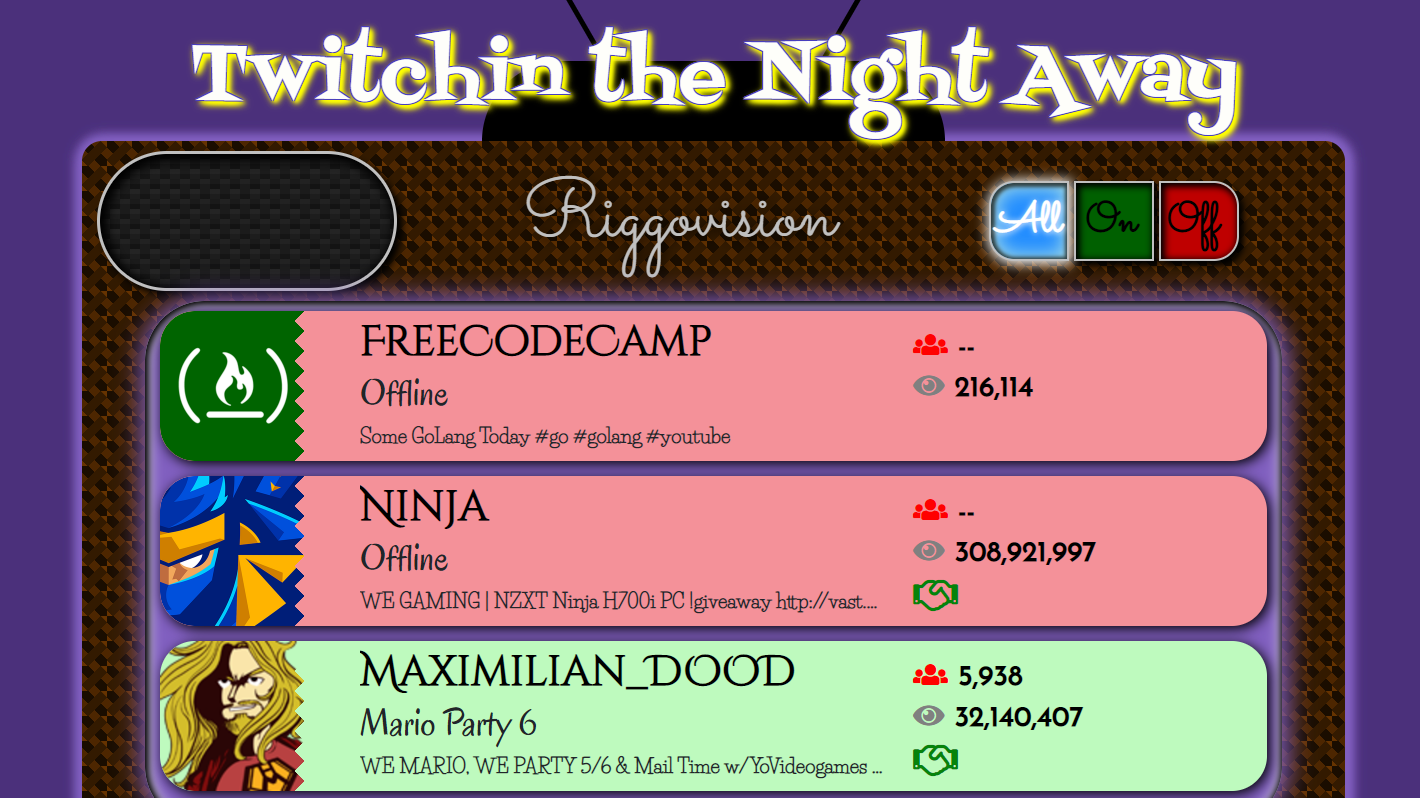 Twitchin the Night Away
Riggovision
All On Off
FreeCodeCamp
Offline
Some GoLang Today #go #golang #youtube
--
216,114
Ninja
Offline
WE GAMING | NZXT Ninja H700i PC |giveaway http://vast....
--
308,921,997
Maximilian_DOOD
Mario Party 6
WE MARIO, WE PARTY 5/6 & Mail Time w/YoVideogames ...
5,938
32,140,407